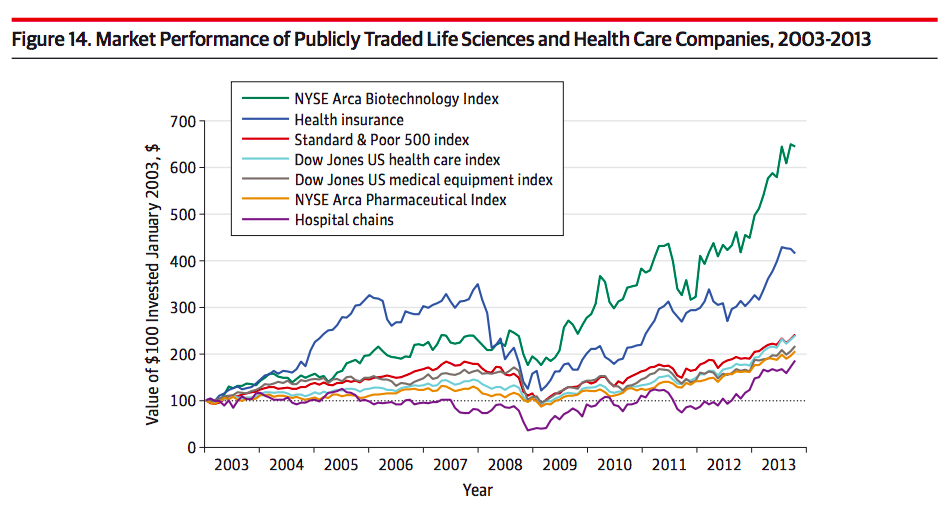 Figure 14. Market Performance of Publicly Traded Life Sciences and Health Care Companies, 2003-2013
NYSE Arca Biotechnology Index
Health insurance
Standard & Poor 500 index
Dow Jones US health care index
Dow Jones US medical equipment index
NYSE Arca Pharmaceutical Index
Hospital chains
Value of $100 Invested January 2003, $
700
600
500
400
300
200
100
0
2003 2004 2005 2006 2007 2008 2009 2010 2011 2012 2013
Year